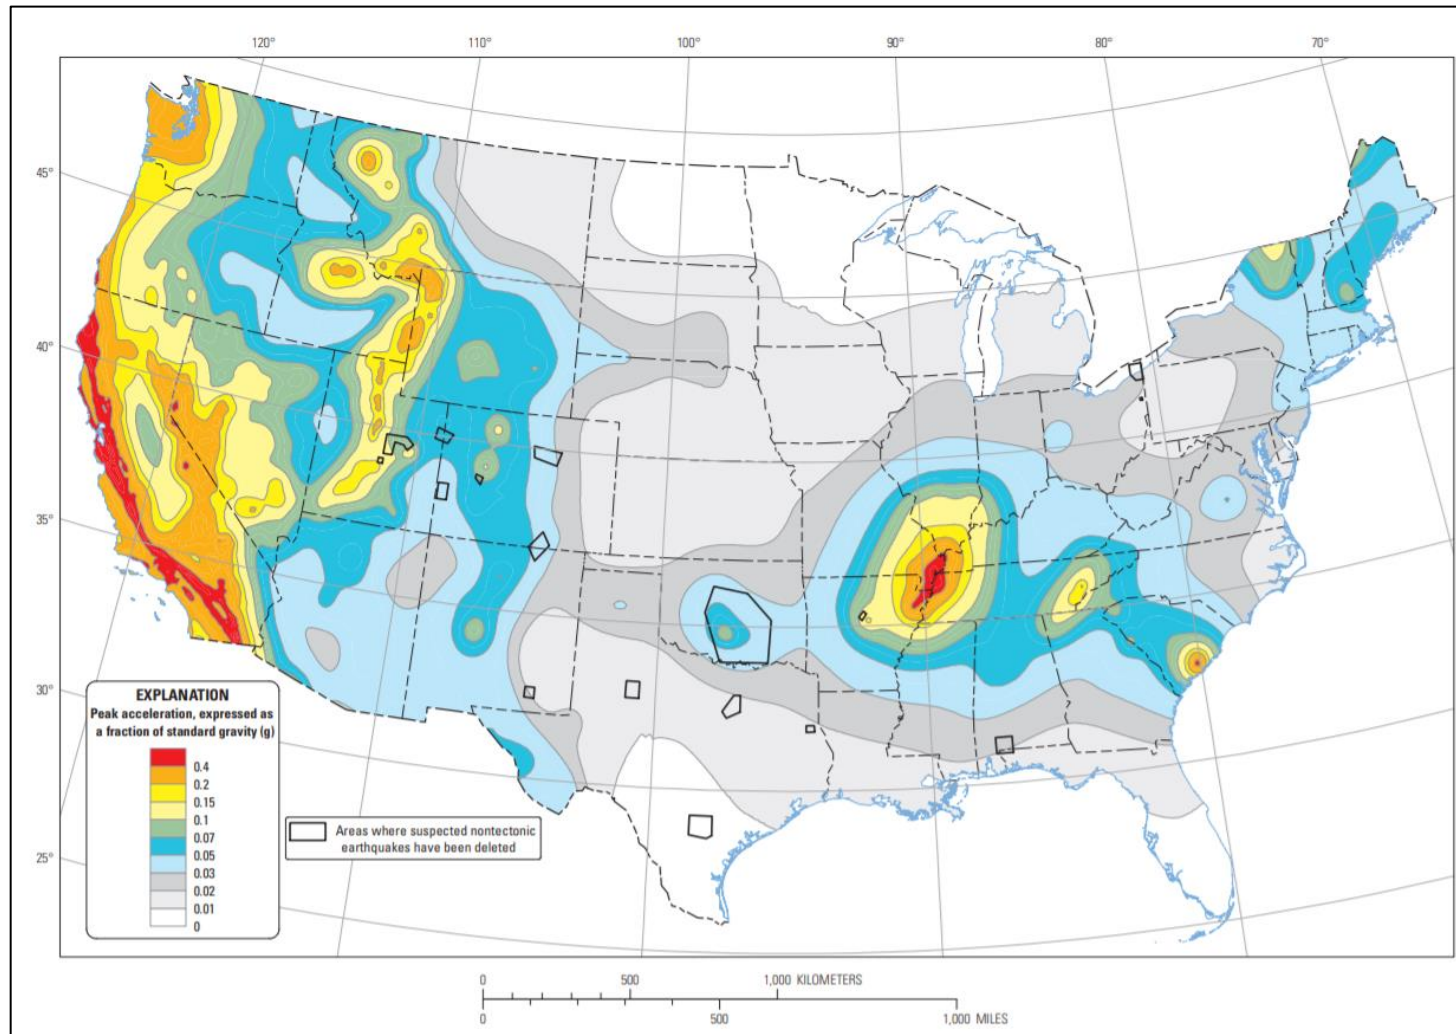 120° 110° 100° 90° 80° 70°
45°
40°
35°
30°
25°
EXPLANATION
Peak acceleration, expressed as
a fraction of standard gravity (g)
0.4
0.2
0.15
0.1
0.07
0.05
0.03
0.02
0.01
0
Areas where suspected nontectonic
earthquakes have been deleted
0 500 1,000 KILOMETERS
0 500 1,000 MILES